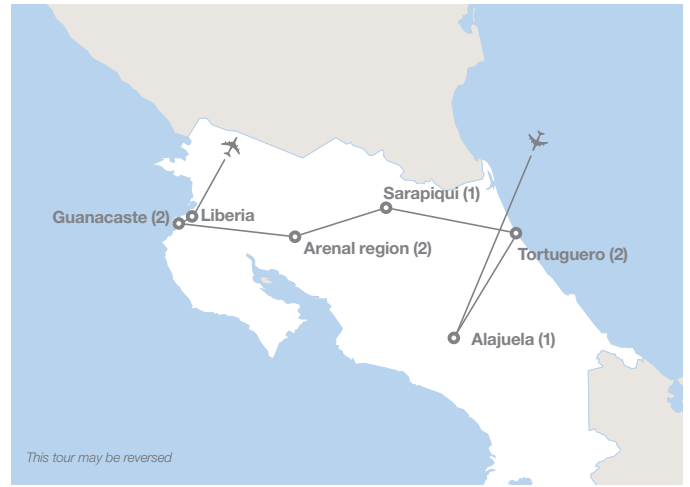 Sarapiquí (1)
Guanacaste (2)
Liberia
Arenal region (2)
Tortuguero (2)
Alajuela (1)
This tour may be reversed